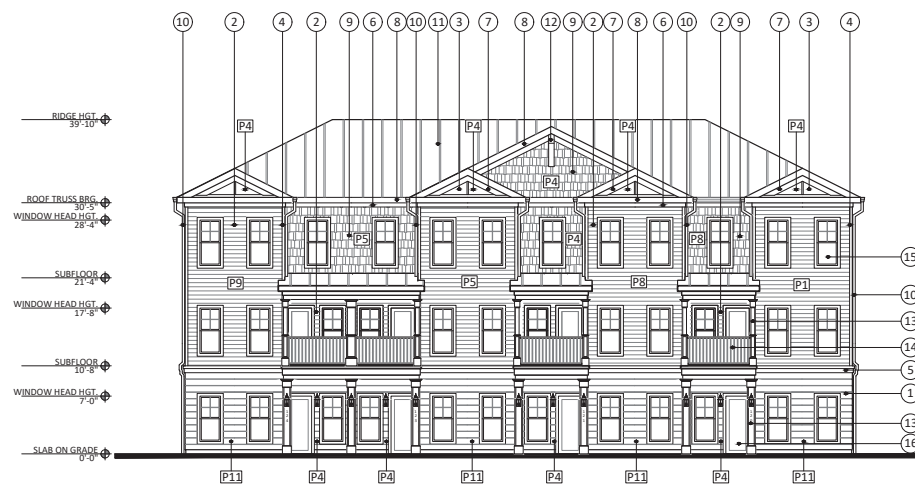 10 2 4 2 9 6 8 10 11 3 7 8 12 9 2 7 8 6 10 2 9 7 3 4
RIDGE HGT.
39'-10"
P4 P4 P4 P4
P4
ROOF TRUSS BRG.
30'-5"
WINDOW HEAD HGT.
28'-4"
P5 P4 P8
15
SUBFLOOR
21'-4"
P9 P5 P8 P1
10
WINDOW HEAD HGT.
17'-8"
13
14
SUBFLOOR
10'-8"
5
WINDOW HEAD HGT.
7'-0"
1
13
16
SLAB ON GRADE
0'-0"
P11 P4 P4 P11 P4 P11 P4 P11